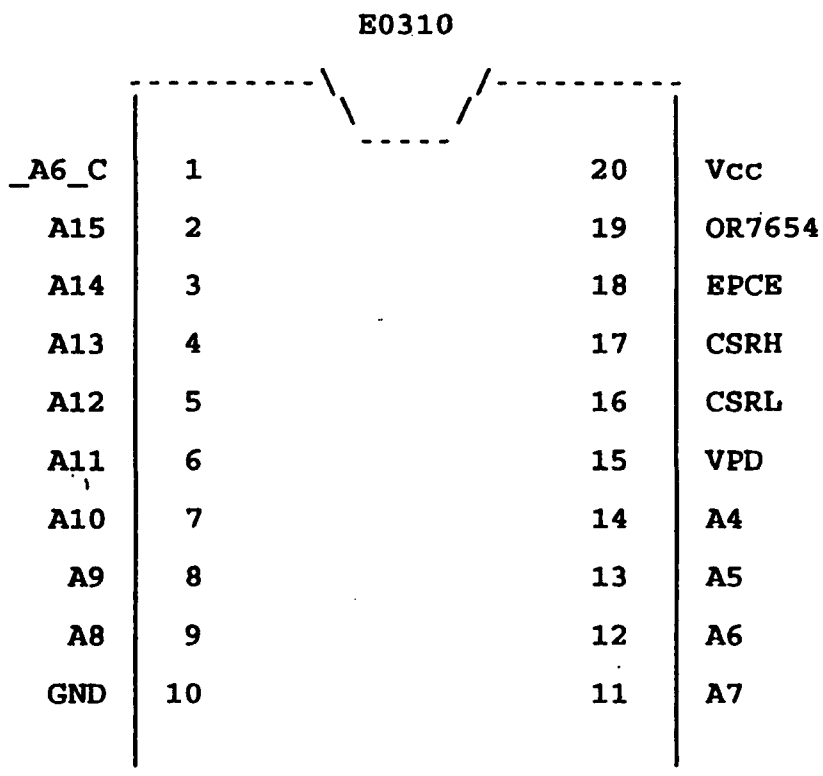 E0310
_A6_C 1 20 Vcc
A15 2 19 OR7654
A14 3 18 EPCE
A13 4 17 CSRH
A12 5 16 CSRL
A11 6 15 VPD
A10 7 14 A4
A9 8 13 A5
A8 9 12 A6
GND 10 11 A7